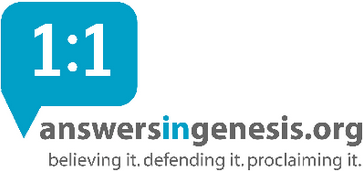 1:1
answersingenesis.org
believing it. defending it. proclaiming it.